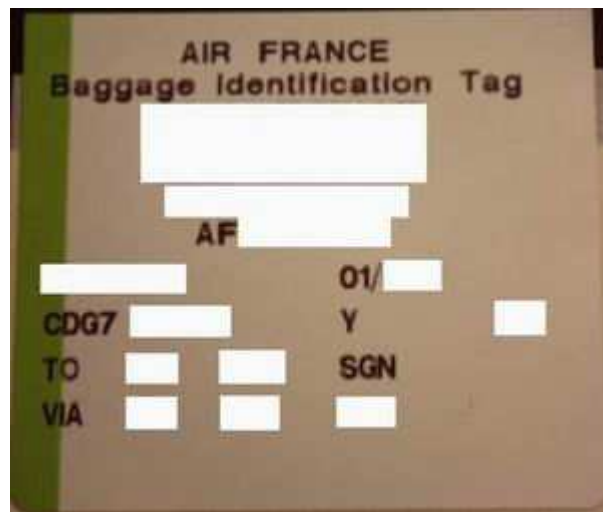 AIR FRANCE
Baggage Identification Tag
AF
01/
CDG7 Y
TO SGN
VIA